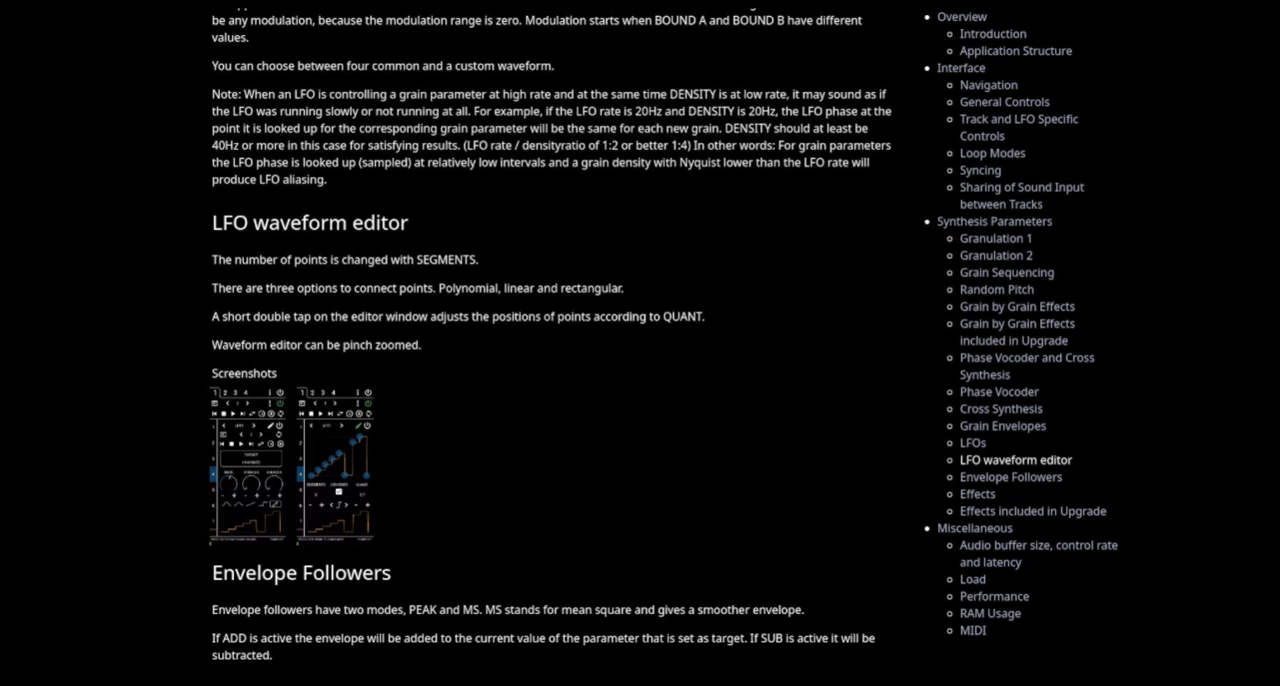 be any modulation, because the modulation range is zero. Modulation starts when BOUND A and BOUND B have different
values.
You can choose between four common and a custom waveform.
Note: When an LFO is controlling a grain parameter at high rate and at the same time DENSITY is at low rate, it may sound as if
the LFO was running slowly or not running at all. For example, if the LFO rate is 20Hz and DENSITY is 20Hz, the LFO phase at the
point it is looked up for the corresponding grain parameter will be the same for each new grain. DENSITY should at least be
40Hz or more in this case for satisfying results. (LFO rate / densityratio of 1:2 or better 1:4) In other words: For grain parameters
the LFO phase is looked up (sampled) at relatively low intervals and a grain density with Nyquist lower than the LFO rate will
produce LFO aliasing.
LFO waveform editor
The number of points is changed with SEGMENTS.
There are three options to connect points. Polynomial, linear and rectangular.
A short double tap on the editor window adjusts the positions of points according to QUANT.
Waveform editor can be pinch zoomed.
Screenshots
1 2 3 4
1 2 3 4
TARGET
SEGMENTS
QUANT
Envelope Followers
Envelope followers have two modes, PEAK and MS. MS stands for mean square and gives a smoother envelope.
If ADD is active the envelope will be added to the current value of the parameter that is set as target. If SUB is active it will be
subtracted.
Overview
Introduction
Application Structure
Interface
Navigation
General Controls
Track and LFO Specific
Controls
Loop Modes
Syncing
Sharing of Sound Input
between Tracks
Synthesis Parameters
Granulation 1
Granulation 2
Grain Sequencing
Random Pitch
Grain by Grain Effects
Grain by Grain Effects
included in Upgrade
Phase Vocoder and Cross
Synthesis
Phase Vocoder
Cross Synthesis
Grain Envelopes
LFOs
LFO waveform editor
Envelope Followers
Effects
Effects included in Upgrade
Miscellaneous
Audio buffer size, control rate
and latency
Load
Performance
RAM Usage
MIDI